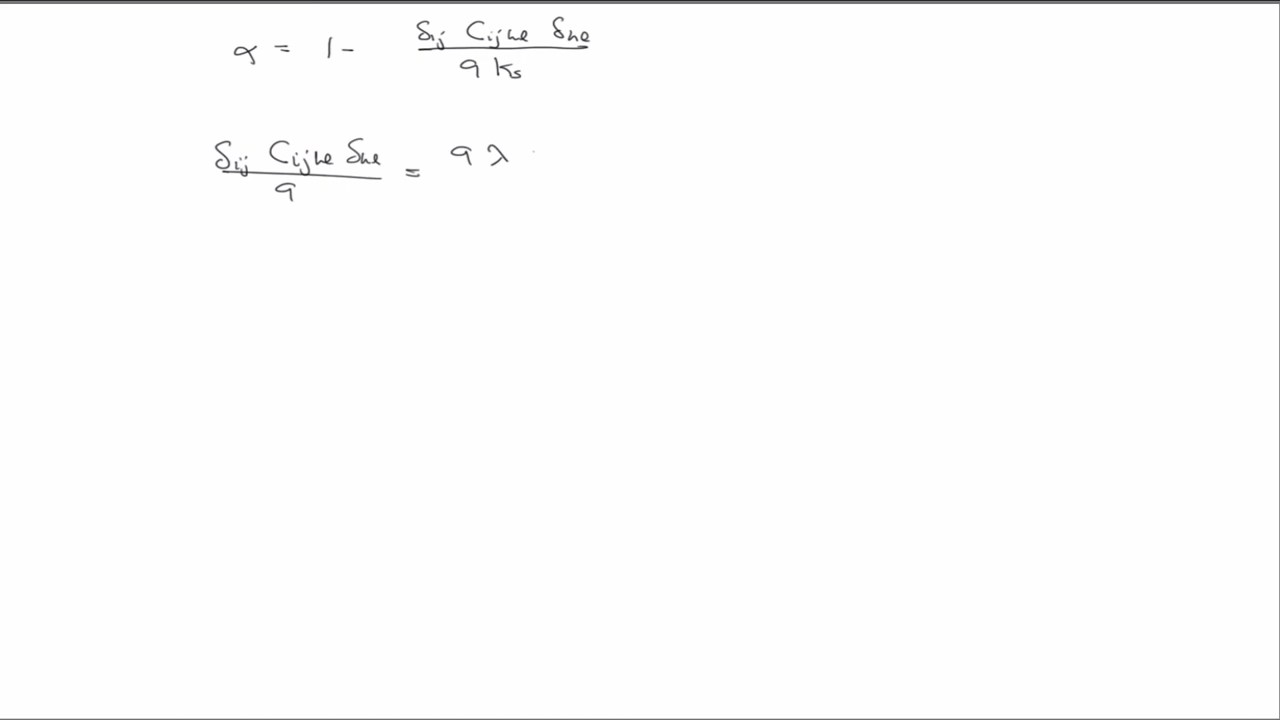 α = 1 - δij Cijkl δkl / 9 Ks
δij Cijkl δkl / 9 = 9 λ